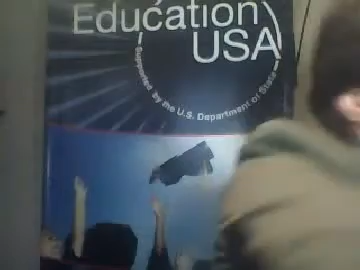 Education
USA
Supported by the U.S. Department of State